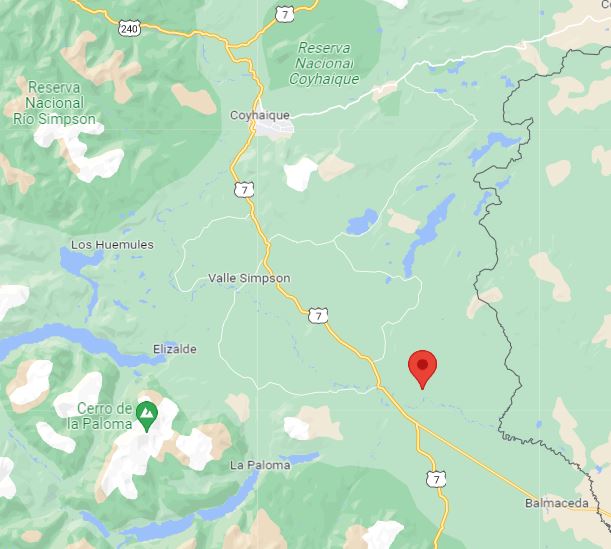 7
240
Reserva
Nacional
Coyhaique
Reserva
Nacional
Río Simpson
Coyhaique
7
Los Huemules
Valle Simpson
7
Elizalde
Cerro de
la Paloma
La Paloma
7
Balmaceda